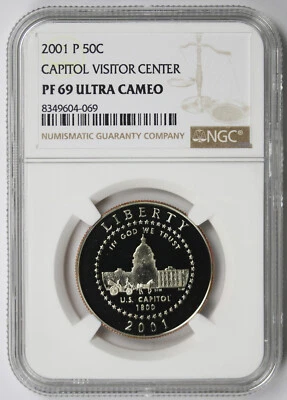 2001 P 50C
CAPITOL VISITOR CENTER
PF 69 ULTRA CAMEO
8349604-069
NUMISMATIC GUARANTY COMPANY
NGC
LIBERTY
IN GOD WE TRUST
U.S. CAPITOL
1800
2001